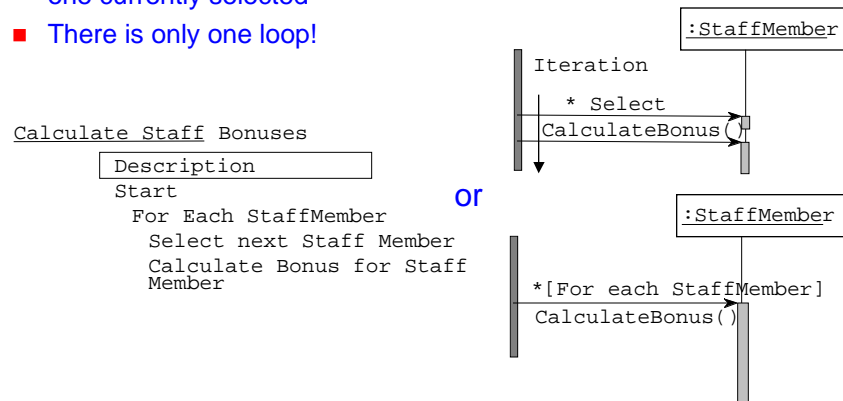 one currently selected
There is only one loop!
Calculate Staff Bonuses
Description
Start
For Each StaffMember
Select next Staff Member
Calculate Bonus for Staff
Member
or
:StaffMember
Iteration
* Select
CalculateBonus()
:StaffMember
*[For each StaffMember]
CalculateBonus()